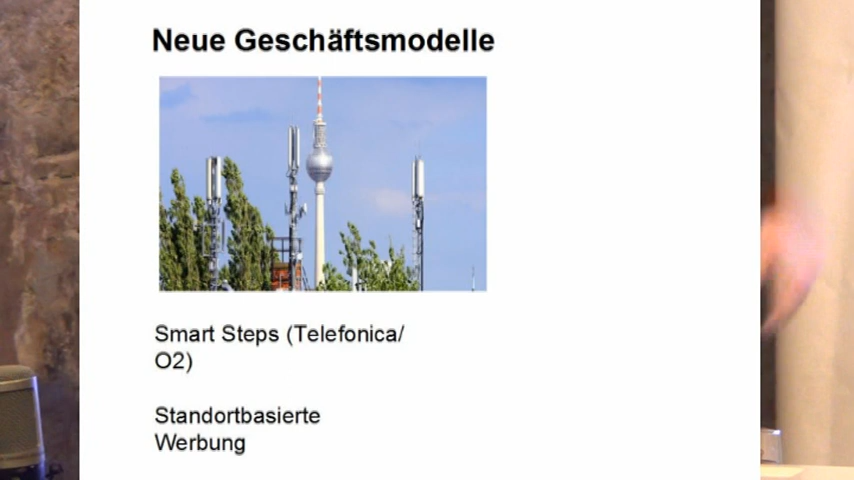 Neue Geschäftsmodelle
Smart Steps (Telefonica/
O2)
Standortbasierte
Werbung